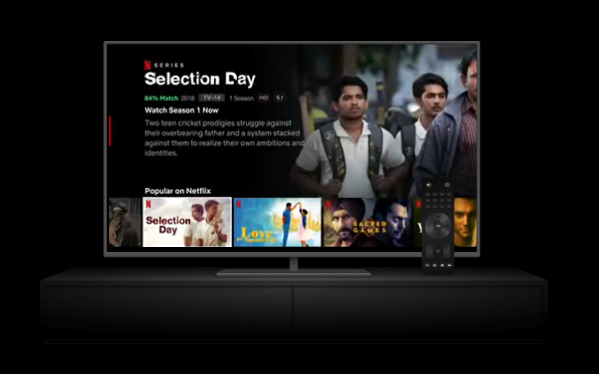 N SERIES
Selection Day
84% Match 2018 TV-14 1 Season HD 5.1
Watch Season 1 Now
Two teen cricket prodigies struggle against
their overbearing father and a system stacked
against them to realize their own ambitions and
identities.
Popular on Netflix
N
Selection
Day
N
Love
Square Foot
N
SACRED
GAMES
N
Y